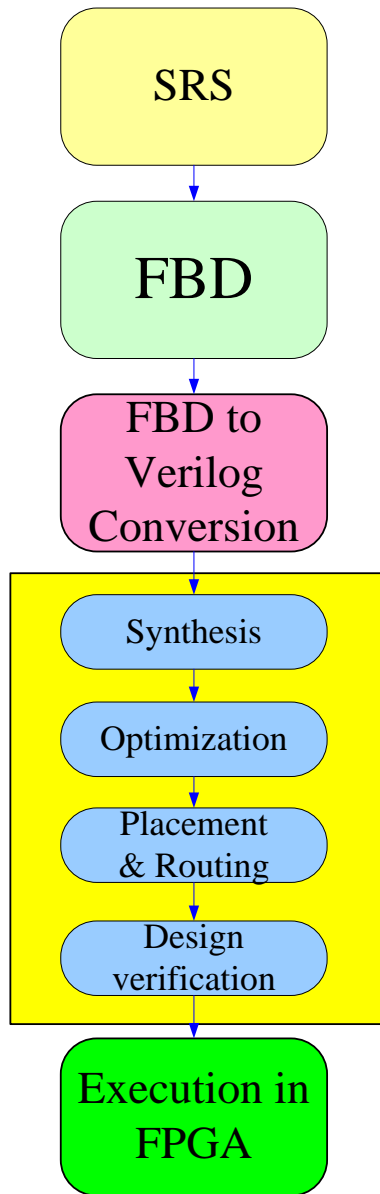 SRS
FBD
FBD to
Verilog
Conversion
Synthesis
Optimization
Placement
& Routing
Design
verification
Execution in
FPGA